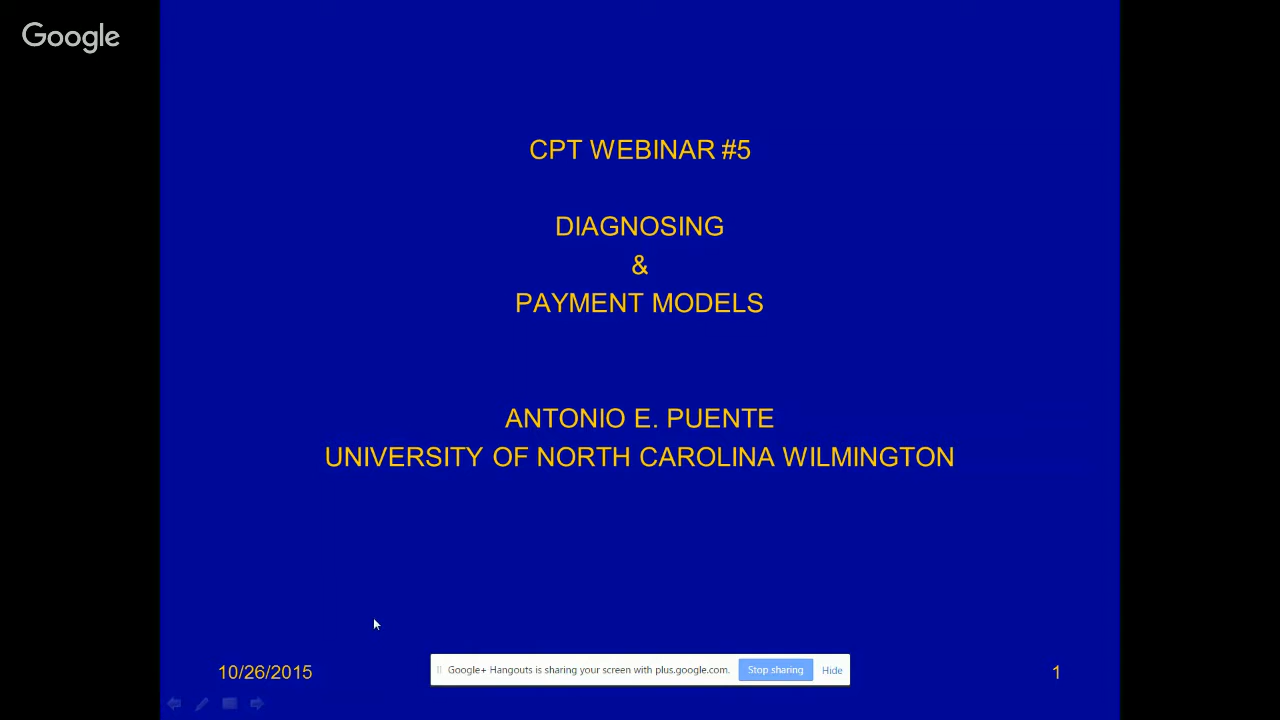 Google
CPT WEBINAR #5
DIAGNOSING
&
PAYMENT MODELS
ANTONIO E. PUENTE
UNIVERSITY OF NORTH CAROLINA WILMINGTON
10/26/2015
Google+ Hangouts is sharing your screen with plus.google.com.
Stop sharing
Hide
1